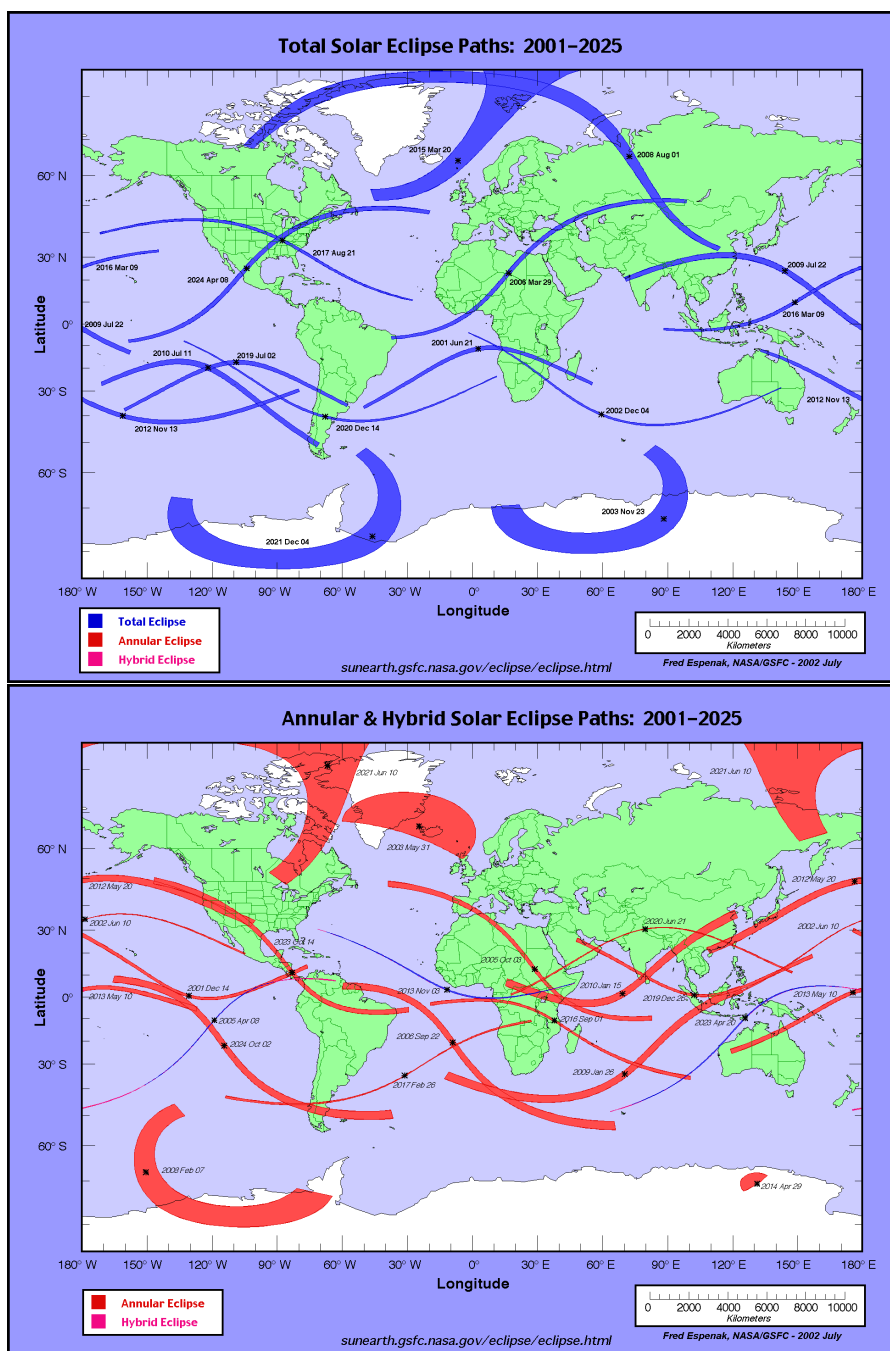 Total Solar Eclipse Paths: 2001–2025
2015 Mar 20
2008 Aug 01
60° N
2017 Aug 21
30° N
2016 Mar 09
2009 Jul 22
2024 Apr 08
2006 Mar 29
2016 Mar 09
Latitude
0°
2009 Jul 22
2001 Jun 21
2010 Jul 11
2019 Jul 02
30° S
2012 Nov 13
2002 Dec 04
2012 Nov 13
2020 Dec 14
60° S
2003 Nov 23
2021 Dec 04
180° W 150° W 120° W 90° W 60° W 30° W 0° 30° E 60° E 90° E 120° E 150° E 180° E
Longitude
Total Eclipse
Annular Eclipse
Hybrid Eclipse
0 2000 4000 6000 8000 10000
Kilometers
sunearth.gsfc.nasa.gov/eclipse/eclipse.html
Fred Espenak, NASA/GSFC - 2002 July
Annular & Hybrid Solar Eclipse Paths: 2001–2025
2021 Jun 10
2021 Jun 10
2003 May 31
60° N
2012 May 20
2012 May 20
2002 Jun 10
2020 Jun 21
2002 Jun 10
30° N
2023 Oct 14
2005 Oct 03
2001 Dec 14
2013 Nov 03
2010 Jan 15
2013 May 10
2013 May 10
2019 Dec 26
Latitude
0°
2005 Apr 08
2016 Sep 01
2023 Apr 20
2024 Oct 02
2006 Sep 22
30° S
2017 Feb 26
2009 Jan 26
60° S
2008 Feb 07
2014 Apr 29
180° W 150° W 120° W 90° W 60° W 30° W 0° 30° E 60° E 90° E 120° E 150° E 180° E
Longitude
Annular Eclipse
Hybrid Eclipse
0 2000 4000 6000 8000 10000
Kilometers
sunearth.gsfc.nasa.gov/eclipse/eclipse.html
Fred Espenak, NASA/GSFC - 2002 July